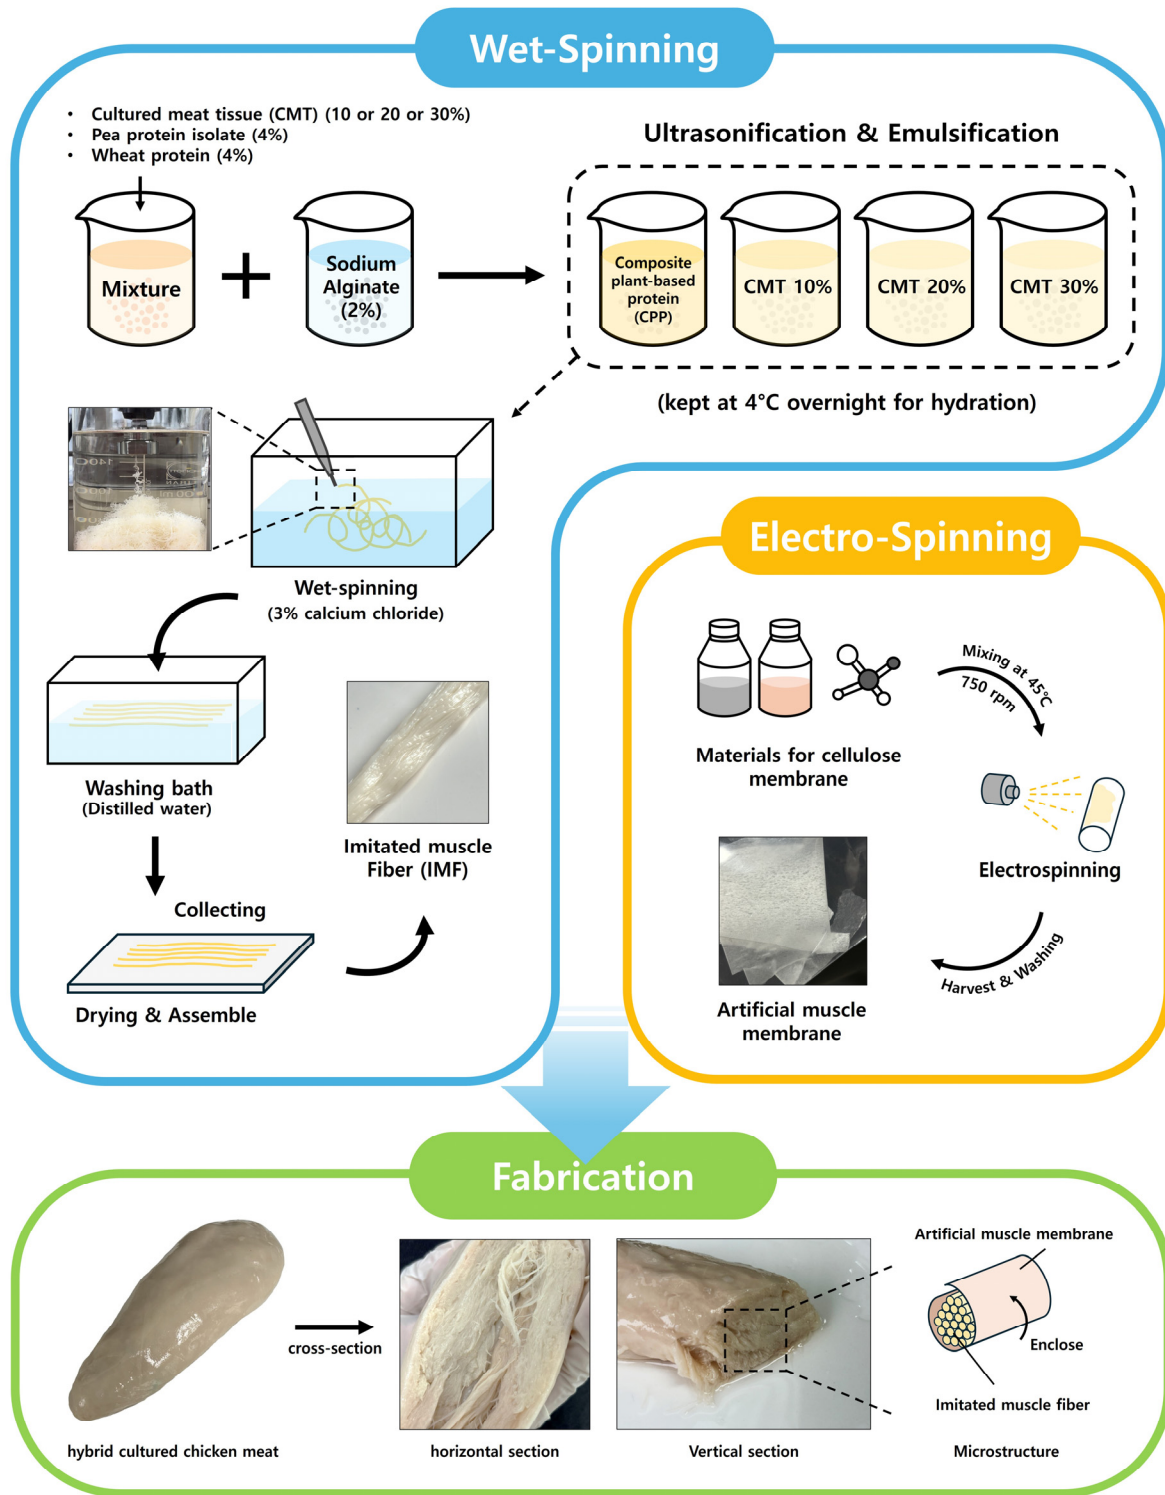 Wet-Spinning
• Cultured meat tissue (CMT) (10 or 20 or 30%)
• Pea protein isolate (4%)
• Wheat protein (4%)
Mixture
Sodium
Alginate
(2%)
Ultrasonification & Emulsification
Composite
plant-based
protein
(CPP)
CMT 10%
CMT 20%
CMT 30%
(kept at 4°C overnight for hydration)
Wet-spinning
(3% calcium chloride)
Washing bath
(Distilled water)
Collecting
Drying & Assemble
Imitated muscle
Fiber (IMF)
Electro-Spinning
Materials for cellulose
membrane
Mixing at 45°C
750 rpm
Electrospinning
Harvest & Washing
Artificial muscle
membrane
Fabrication
hybrid cultured chicken meat
cross-section
horizontal section
Vertical section
Artificial muscle membrane
Enclose
Imitated muscle fiber
Microstructure